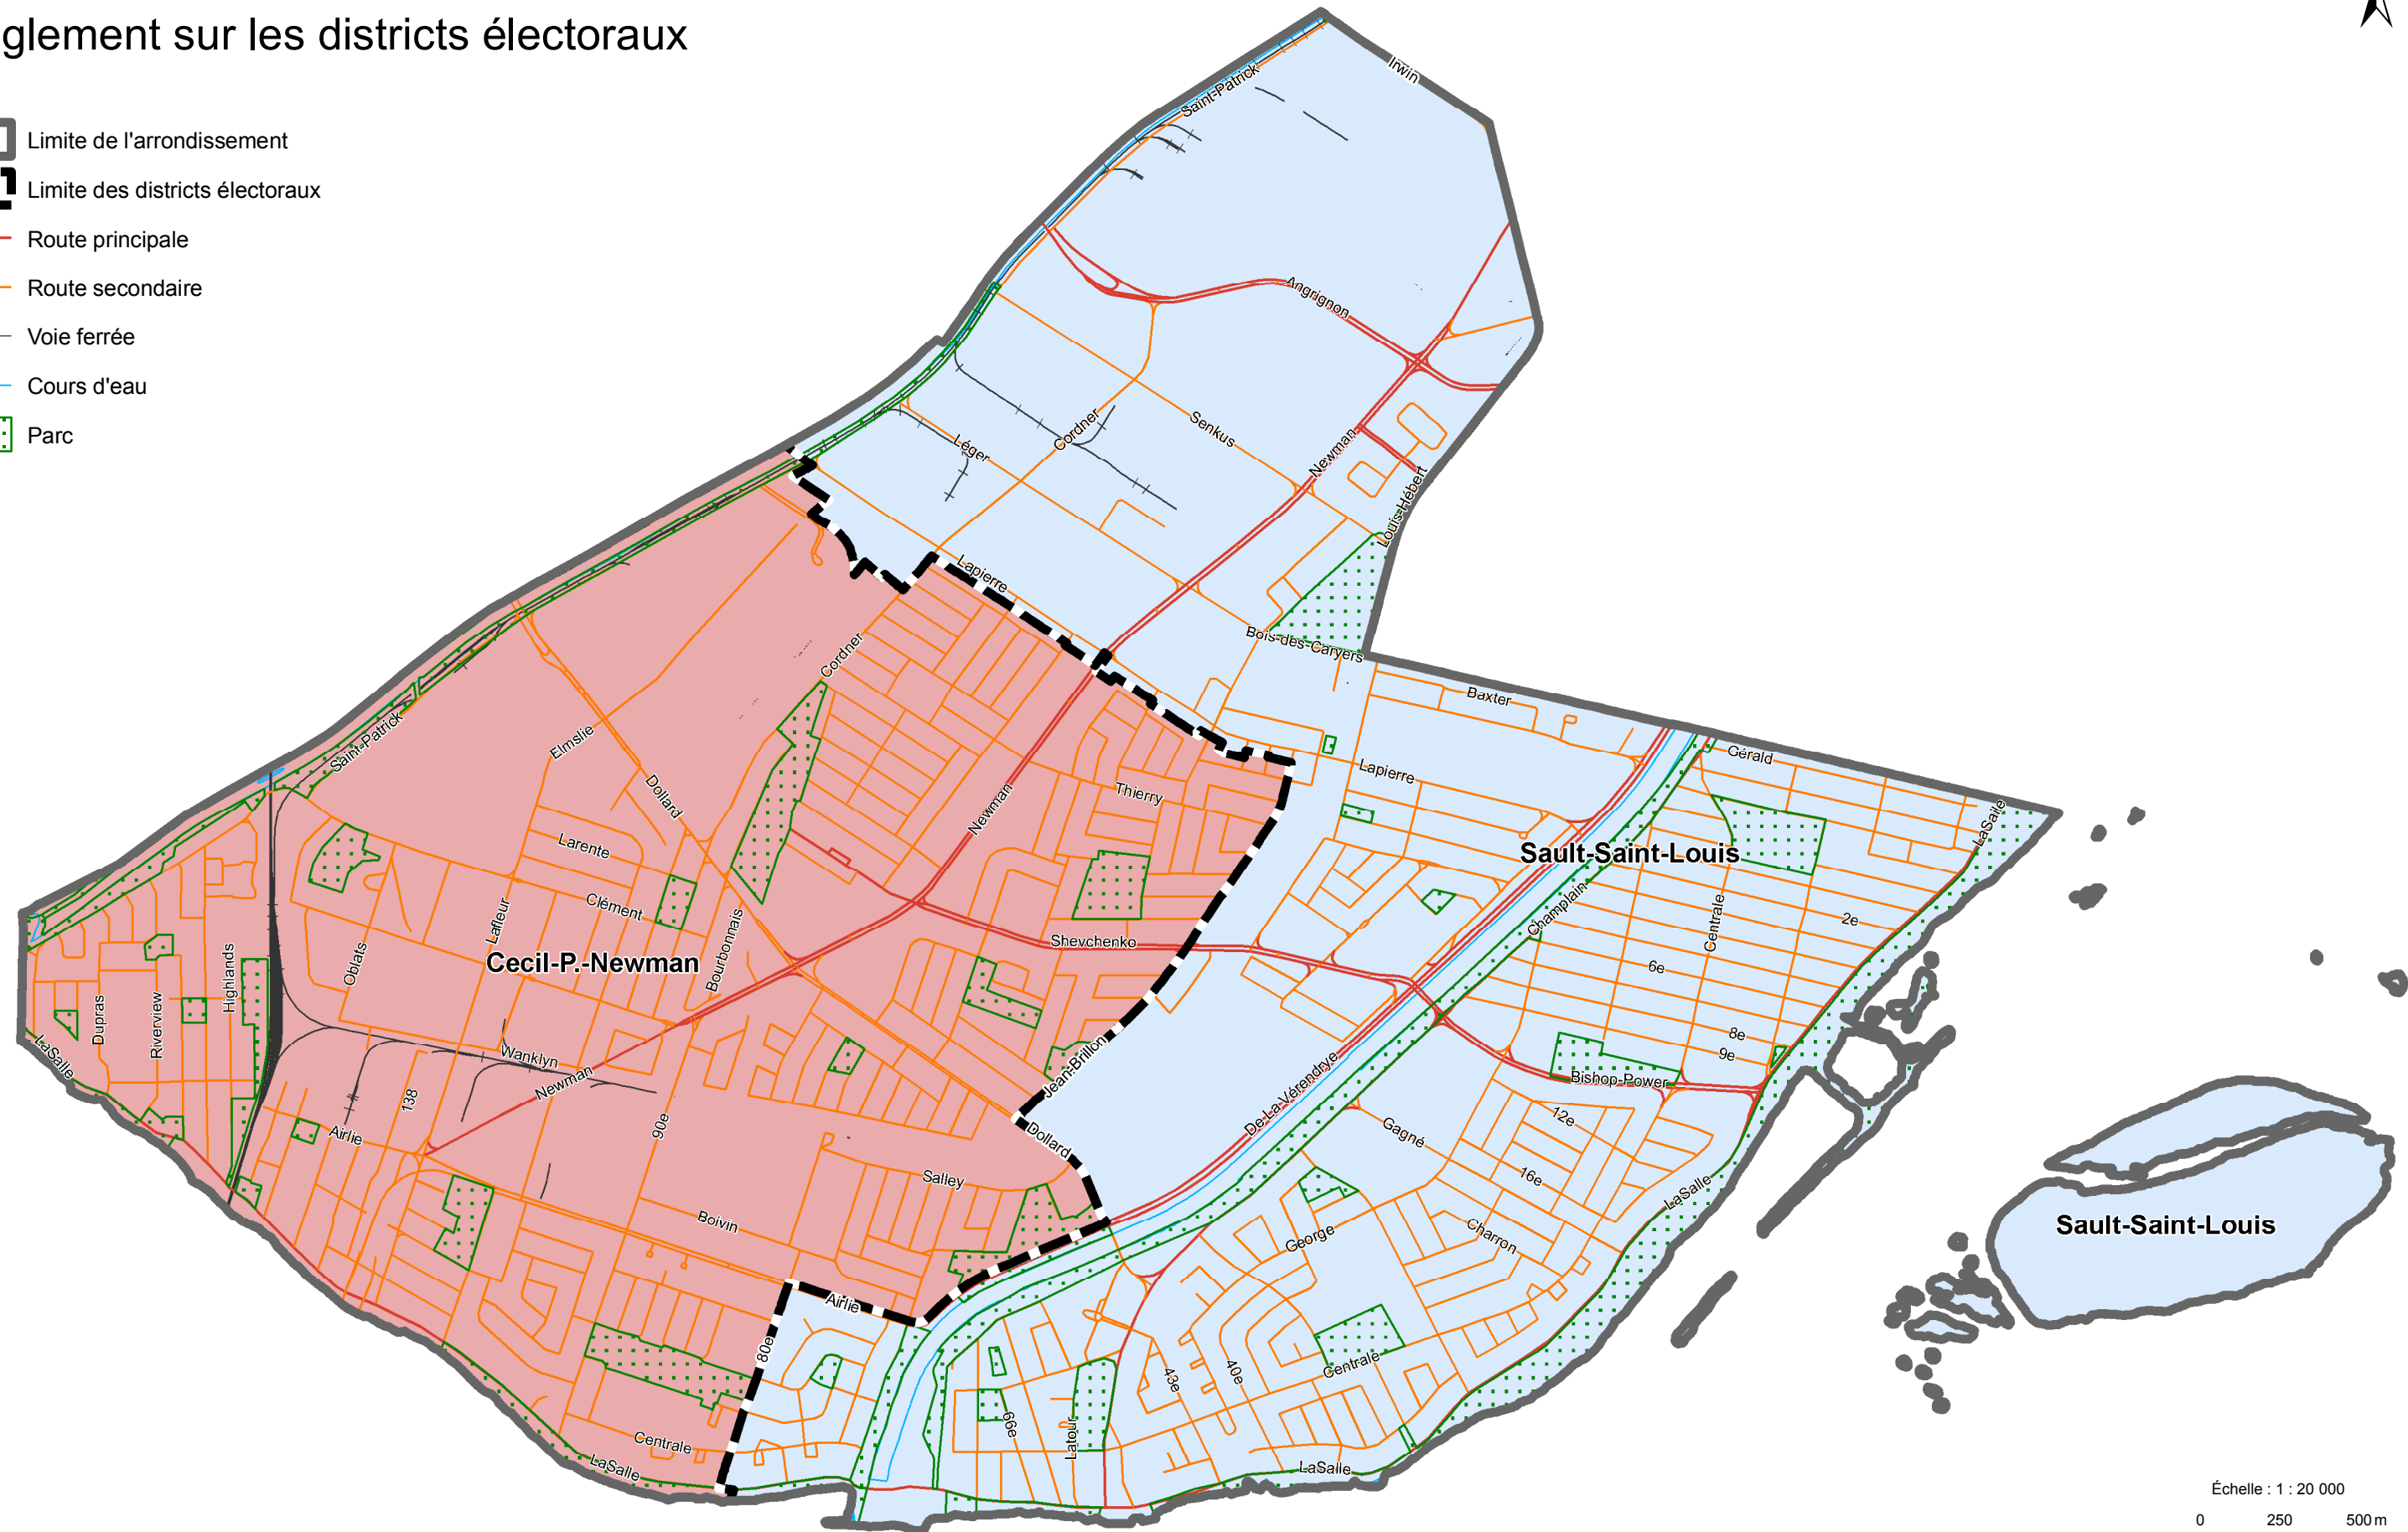 glement sur les districts électoraux
Limite de l'arrondissement
Limite des districts électoraux
Route principale
Route secondaire
Voie ferrée
Cours d'eau
Parc
Irwin
Saint-Patrick
Angrignon
Cordner
Senkus
Léger
Newman
Louis-Hébert
Lapierre
Bois-des-Caryers
Cordner
Baxter
Saint-Patrick
Elmslie
Gérald
Lapierre
Dollard
Thierry
Newman
LaSalle
Larente
Sault-Saint-Louis
Clément
Champlain
Centrale
2e
Lafleur
Bourbonnais
Shevchenko
Oblats
Cecil-P.-Newman
6e
Highlands
Riverview
Dupras
8e
9e
LaSalle
Wanklyn
Newman
Jean-Brillon
De La Vérendrye
Bishop-Power
138
90e
12e
Airlie
Dollard
Gagné
Salley
16e
LaSalle
Boivin
George
Charron
Sault-Saint-Louis
Airlie
80e
43e
40e
Centrale
66e
Latour
Centrale
LaSalle
LaSalle
Échelle : 1 : 20 000
0 250 500 m